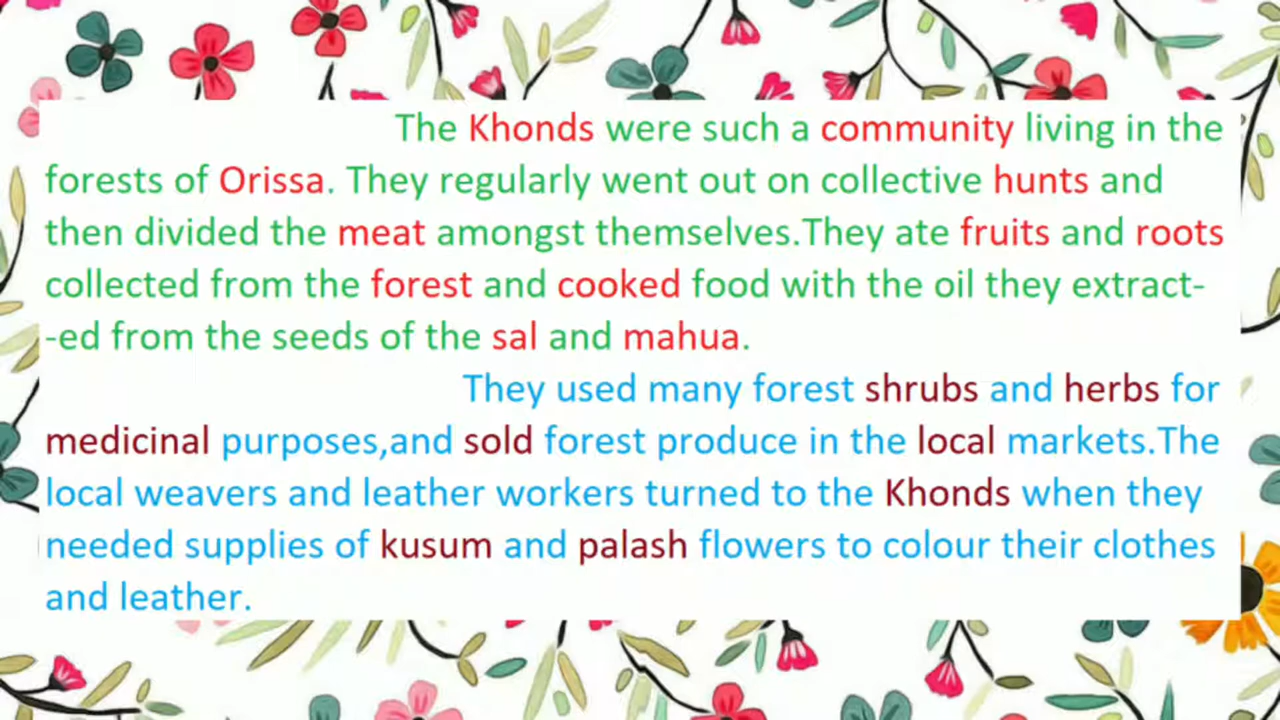 The Khonds were such a community living in the
forests of Orissa. They regularly went out on collective hunts and
then divided the meat amongst themselves.They ate fruits and roots
collected from the forest and cooked food with the oil they extract-
-ed from the seeds of the sal and mahua.
They used many forest shrubs and herbs for
medicinal purposes,and sold forest produce in the local markets.The
local weavers and leather workers turned to the Khonds when they
needed supplies of kusum and palash flowers to colour their clothes
and leather.